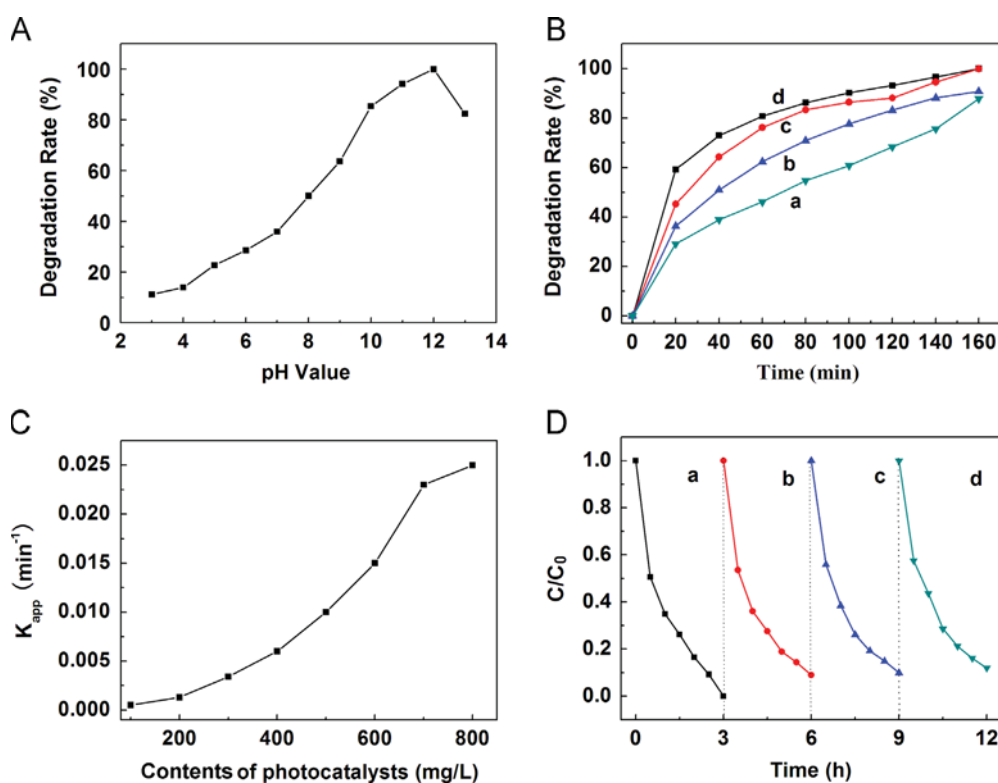 A
Degradation Rate (%)
100
80
60
40
20
0
2 4 6 8 10 12 14
pH Value
B
Degradation Rate (%)
100
80
60
40
20
0
d
c
b
a
0 20 40 60 80 100 120 140 160
Time (min)
C
Kapp (min-1)
0.025
0.020
0.015
0.010
0.005
0.000
200 400 600 800
Contents of photocatalysts (mg/L)
D
C/C0
1.0
0.8
0.6
0.4
0.2
0.0
a b c d
0 3 6 9 12
Time (h)